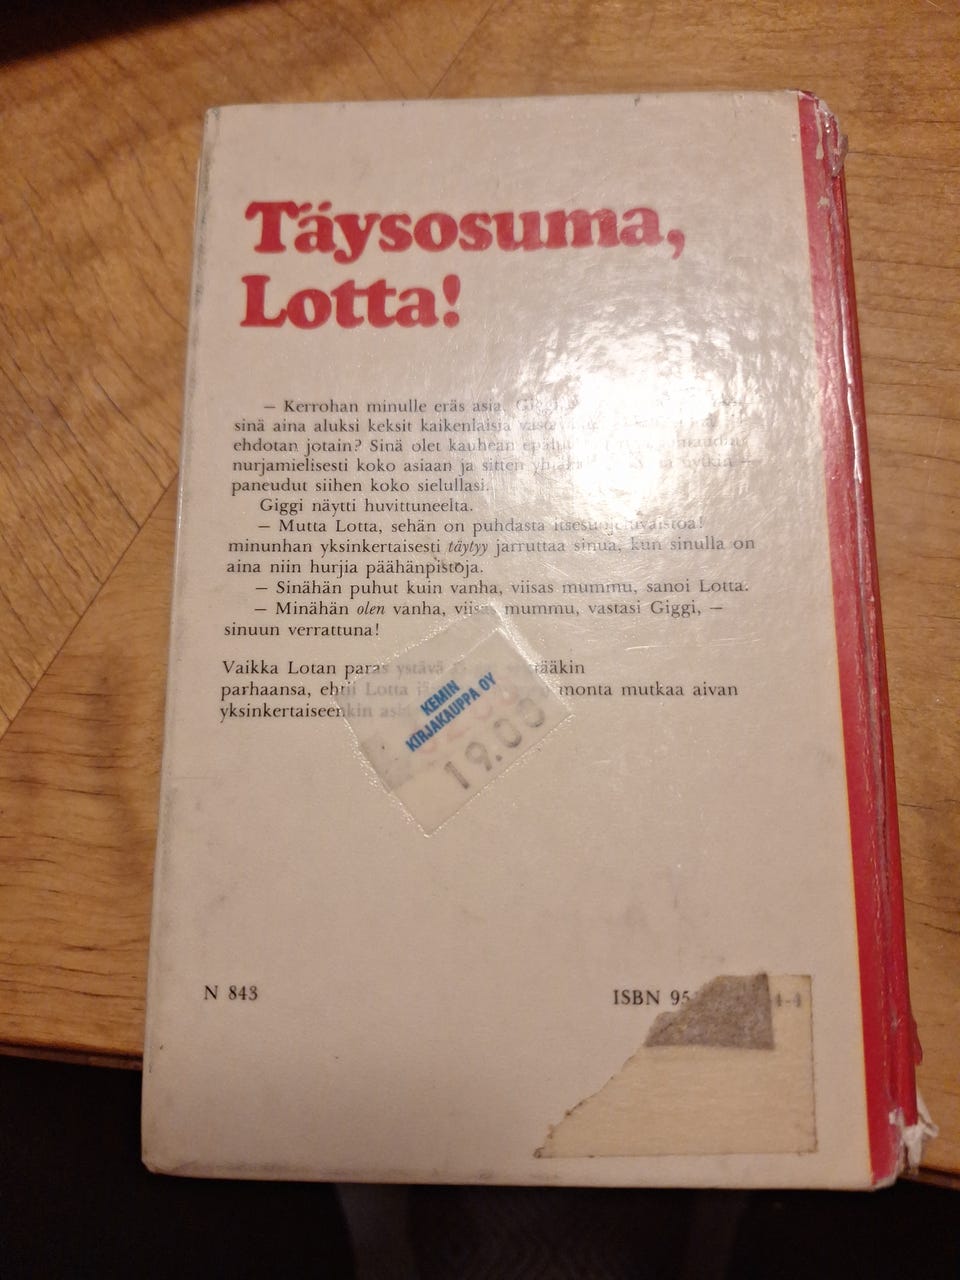 Täysosuma,
Lotta!
— Kerrohan minulle eräs asia,
sinä aina aluksi keksit kaikenlaisia
ehdotan jotain? Sinä olet kauhean
nurjamielisesti koko asiaan ja sitten —
paneudut siihen koko sielullasi.
Giggi näytti huvittuneelta.
— Mutta Lotta, sehän on puhdasta itsesuojeluvaistoa!
minunhan yksinkertaisesti täytyy jarruttaa sinua, kun sinulla on
aina niin hurjia päähänpistoja.
— Sinähän puhut kuin vanha, viisas mummu, sanoi Lotta.
— Minähän olen vanha, viisas mummu, vastasi Giggi, —
sinuun verrattuna!
Vaikka Lotan paras ystävä
parhaansa, ehtii Lotta monta mutkaa aivan
yksinkertaiseenkin
KEMIN
KIRJAKAUPPA OY
19.00
N 843
ISBN